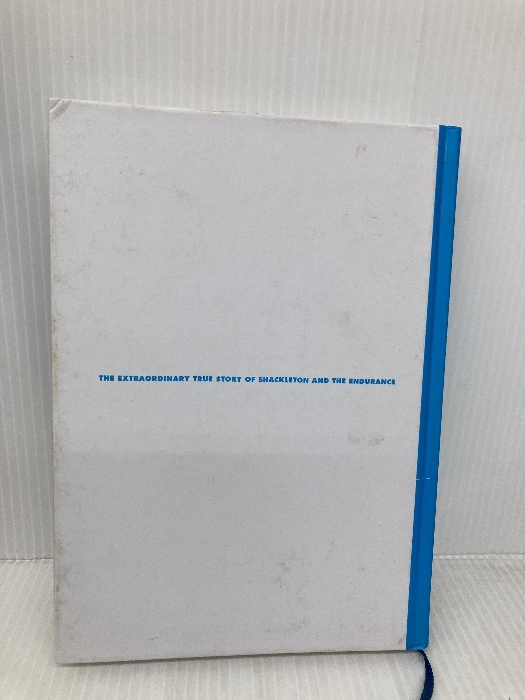 THE EXTRAORDINARY TRUE STORY OF SHACKLETON AND THE ENDURANCE